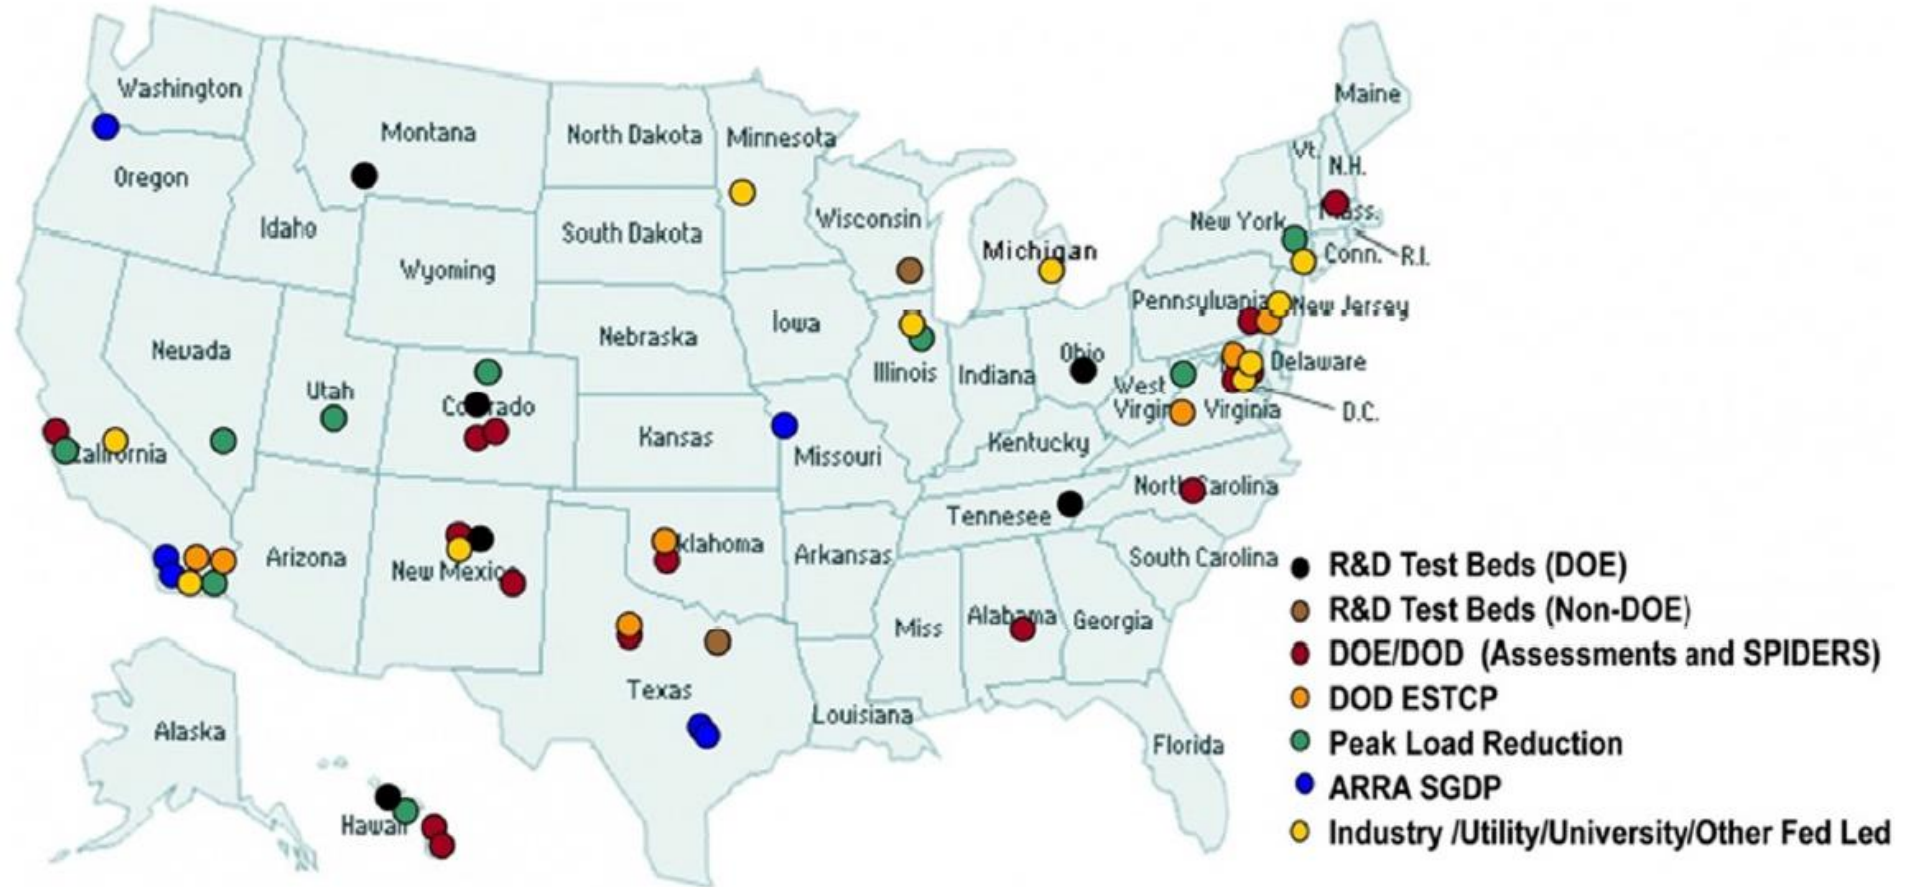 Washington
Maine
Montana
North Dakota
Minnesota
Vt.
N.H.
Oregon
Idaho
Wisconsin
Mass.
New York
South Dakota
Michigan
Conn.
R.I.
Wyoming
Pennsylvania
New Jersey
Iowa
Nebraska
Nevada
Ohio
Delaware
Illinois
Indiana
Utah
West
Virgin
Virginia
D.C.
Colorado
Kansas
Kentucky
California
Missouri
North Carolina
Tennesee
Arizona
New Mexico
klahoma
Arkansas
South Carolina
Miss
Alabama
Georgia
Texas
Louisiana
Alaska
Florida
Hawaii
R&D Test Beds (DOE)
R&D Test Beds (Non-DOE)
DOE/DOD (Assessments and SPIDERS)
DOD ESTCP
Peak Load Reduction
ARRA SGDP
Industry /Utility/University/Other Fed Led